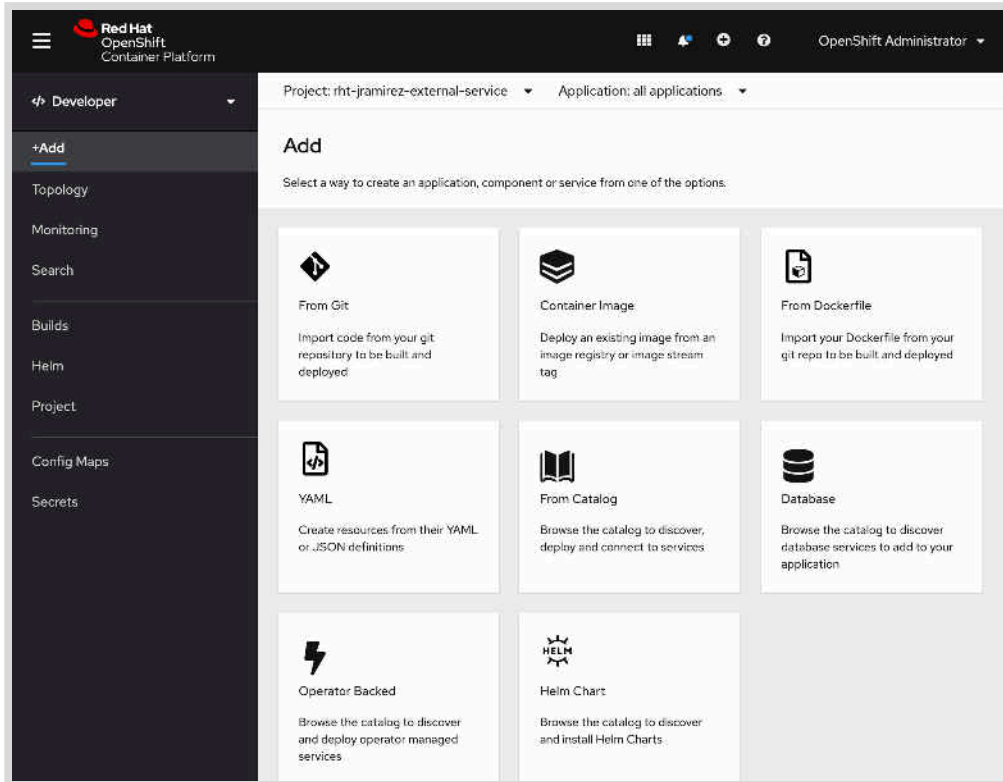 Red Hat
OpenShift
Container Platform
OpenShift Administrator
Developer
Project: rht-jramirez-external-service
Application: all applications
+Add
Topology
Monitoring
Search
Builds
Helm
Project
Config Maps
Secrets
Add
Select a way to create an application, component or service from one of the options.
From Git
Import code from your git
repository to be built and
deployed
Container Image
Deploy an existing image from an
image registry or image stream
tag
From Dockerfile
Import your Dockerfile from your
git repo to be built and deployed
YAML
Create resources from their YAML
or JSON definitions
From Catalog
Browse the catalog to discover,
deploy and connect to services
Database
Browse the catalog to discover
database services to add to your
application
Operator Backed
Browse the catalog to discover
and deploy operator managed
services
HELM
Helm Chart
Browse the catalog to discover
and install Helm Charts